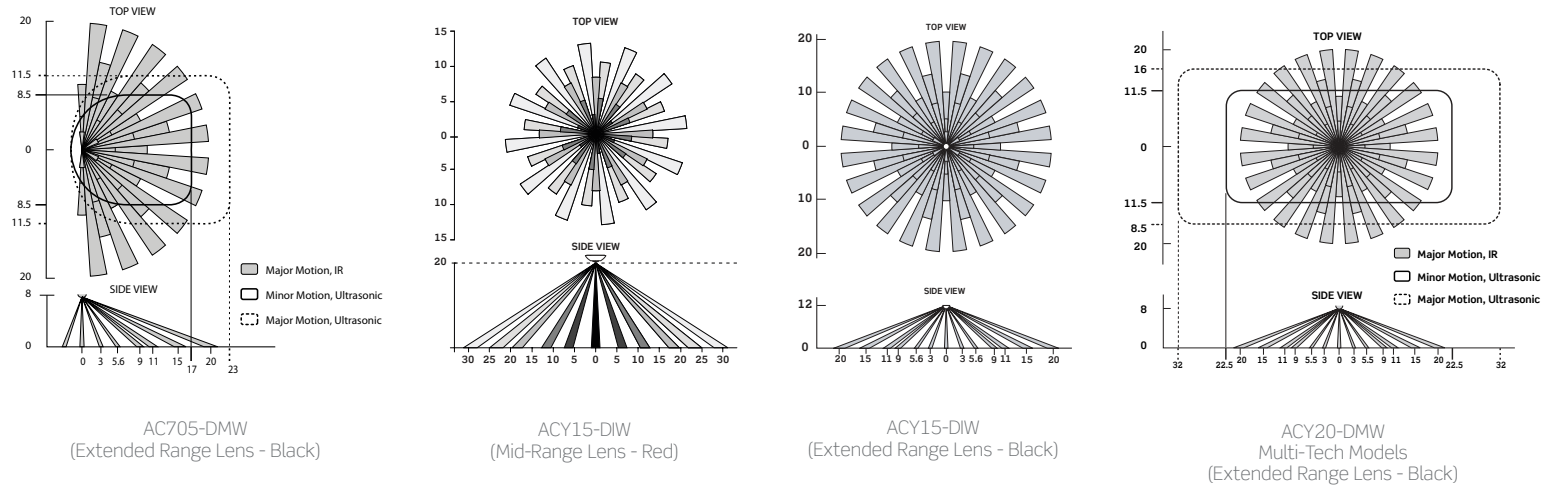 TOP VIEW
20
11.5
8.5
0
8.5
11.5
20
Major Motion, IR
Minor Motion, Ultrasonic
Major Motion, Ultrasonic
SIDE VIEW
8
0
0 3 5.6 9 11 15 17 20 23
AC705-DMW
(Extended Range Lens - Black)
TOP VIEW
15
10
5
0
5
10
15
SIDE VIEW
20
30 25 20 15 10 5 0 5 10 15 20 25 30
ACY15-DIW
(Mid-Range Lens - Red)
TOP VIEW
20
10
0
10
20
SIDE VIEW
12
0
20 15 11 9 5.5 3 0 3 5.5 9 11 15 20
ACY15-DIW
(Extended Range Lens - Black)
TOP VIEW
20
16
11.5
0
11.5
8.5
20
Major Motion, IR
Minor Motion, Ultrasonic
Major Motion, Ultrasonic
SIDE VIEW
8
0
32 22.5 20 15 11 9 5.5 3 0 3 5.5 9 11 15 20 22.5 32
ACY20-DMW
Multi-Tech Models
(Extended Range Lens - Black)